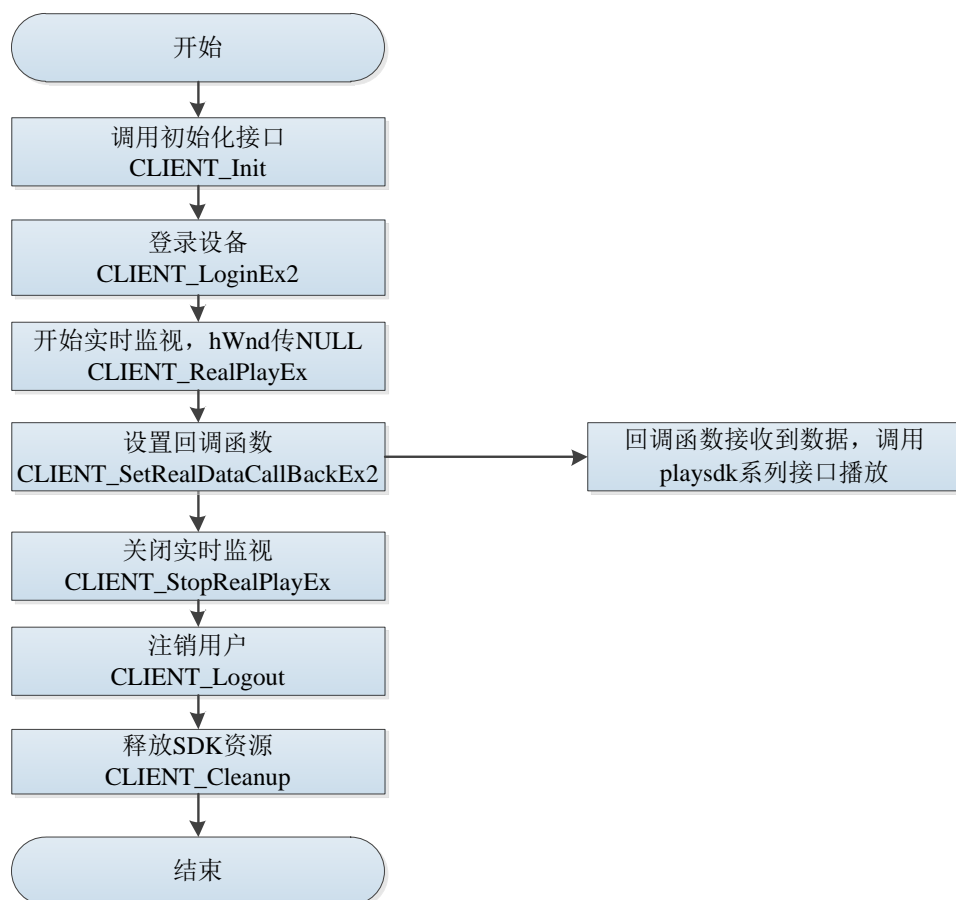 开始
调用初始化接口
CLIENT_Init
登录设备
CLIENT_LoginEx2
开始实时监视，hWnd传NULL
CLIENT_RealPlayEx
设置回调函数
CLIENT_SetRealDataCallBackEx2
回调函数接收到数据，调用
playsdk系列接口播放
关闭实时监视
CLIENT_StopRealPlayEx
注销用户
CLIENT_Logout
释放SDK资源
CLIENT_Cleanup
结束